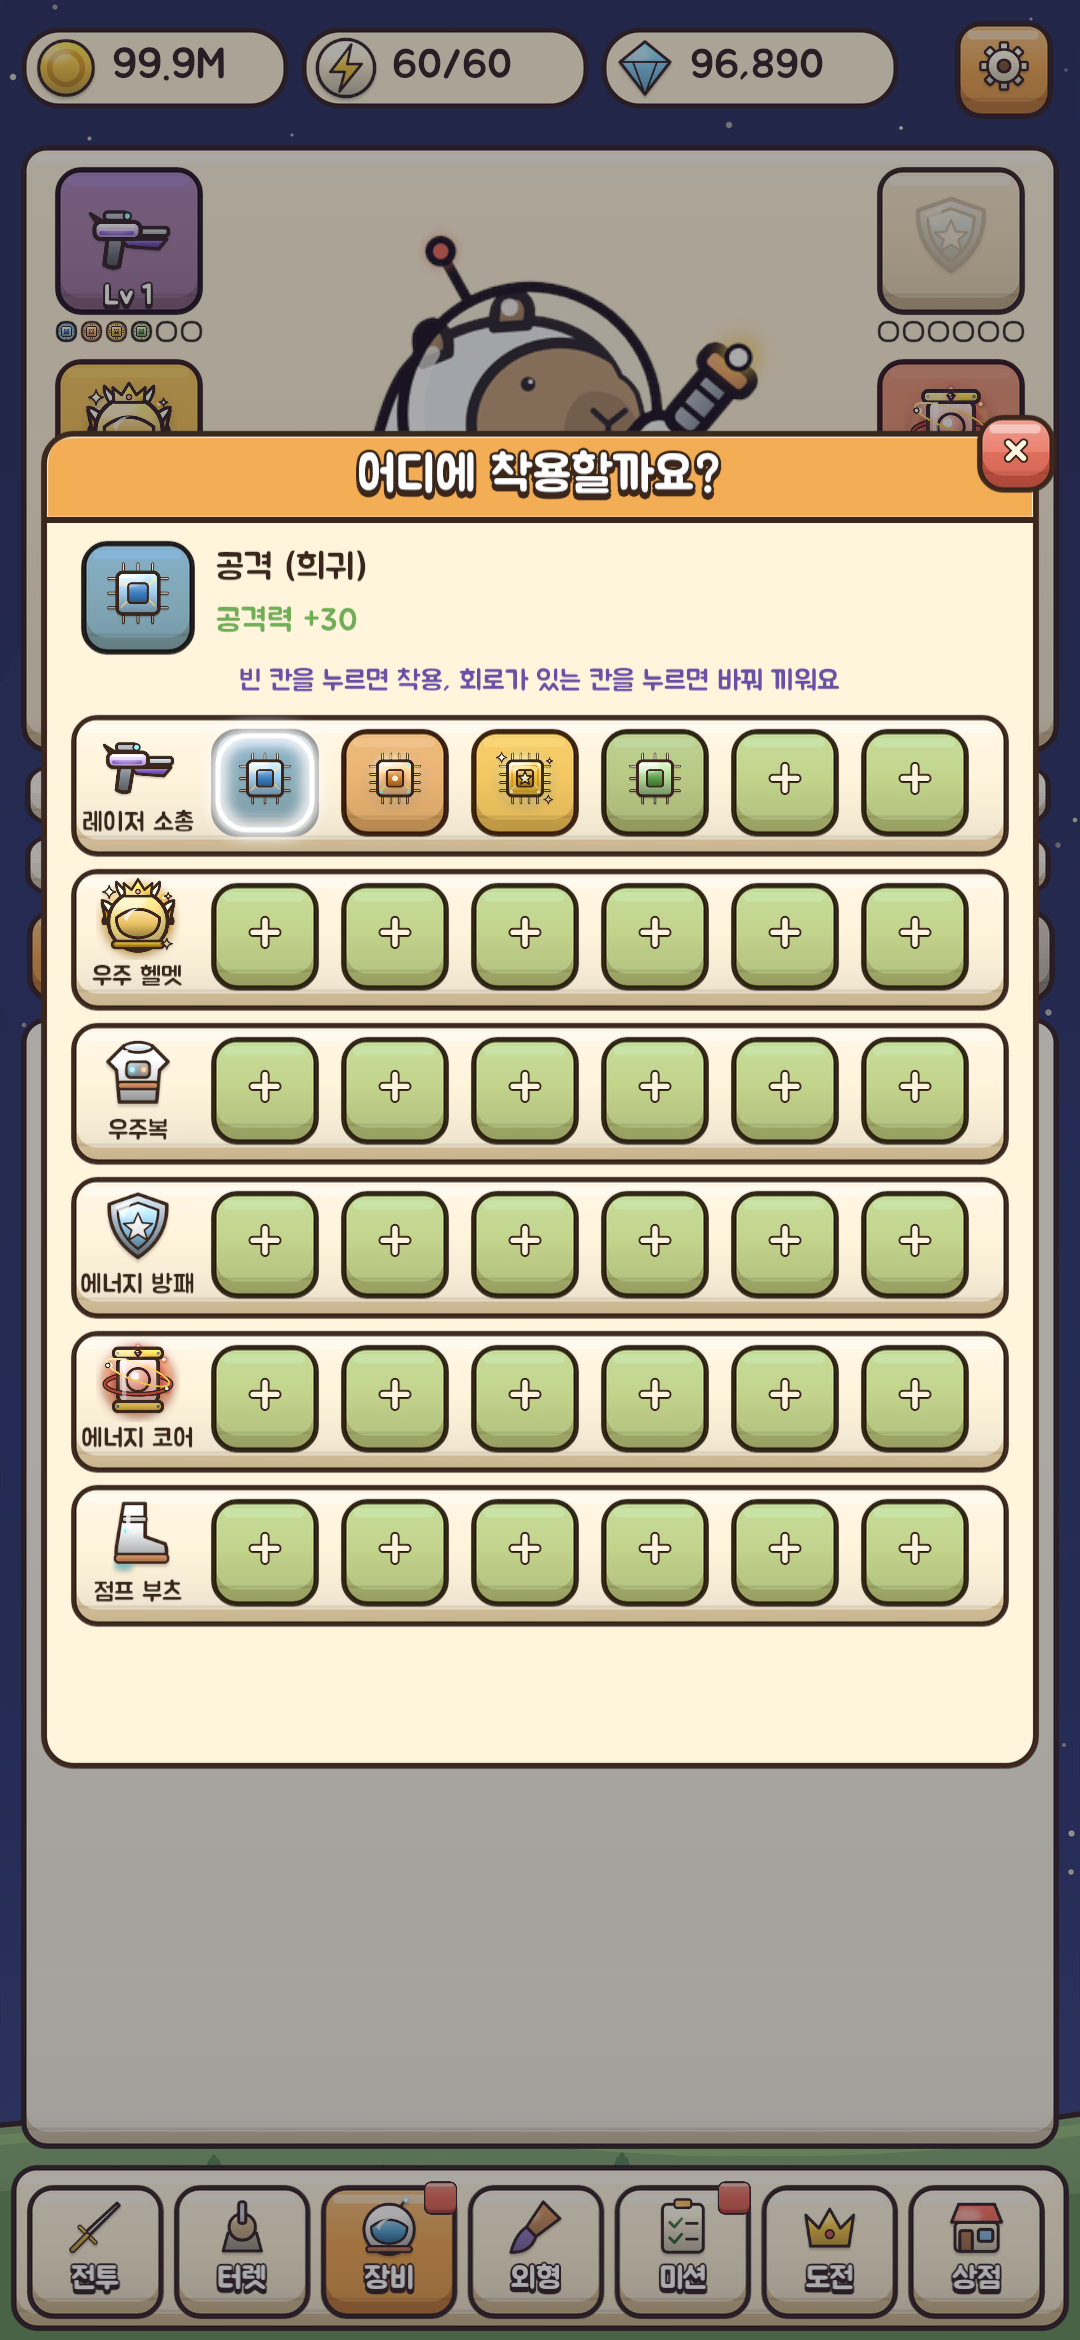 99.9M
60/60
96,890
Lv 1
어디에 착용할까요?
공격 (희귀)
공격력 +30
빈 칸을 누르면 착용, 회로가 있는 칸을 누르면 바꿔 끼워요
레이저 소총
우주 헬멧
우주복
에너지 방패
에너지 코어
점프 부츠
전투
터렛
장비
외형
미션
도전
상점